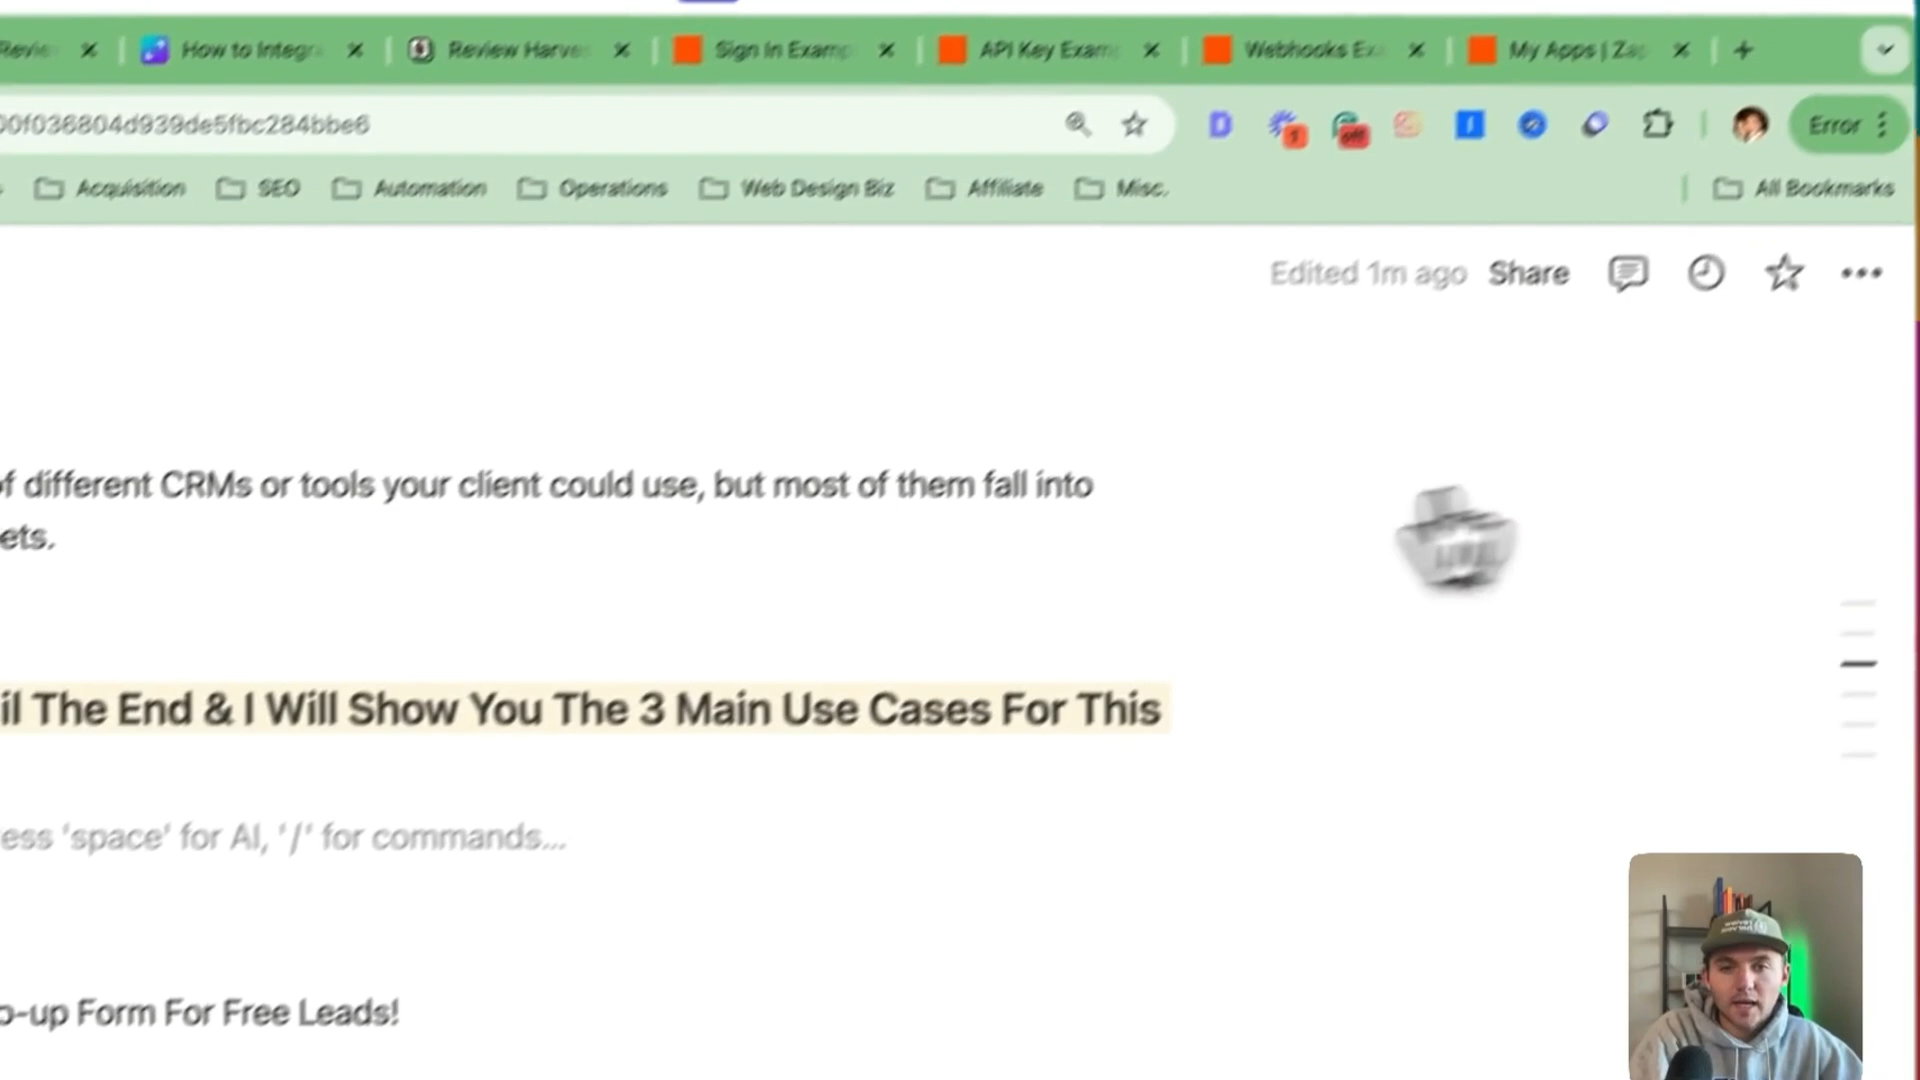 How to Integr
Review Harve
Sign In Examp
API Key Exam
Webhooks Ex
My Apps | Za
00f036804d939de5fbc284bbe6
Error
Acquisition
SEO
Automation
Operations
Web Design Biz
Affiliate
Misc.
All Bookmarks
Edited 1m ago
Share
of different CRMs or tools your client could use, but most of them fall into
ets.
il The End & I Will Show You The 3 Main Use Cases For This
ess 'space' for AI, '/' for commands...
p-up Form For Free Leads!